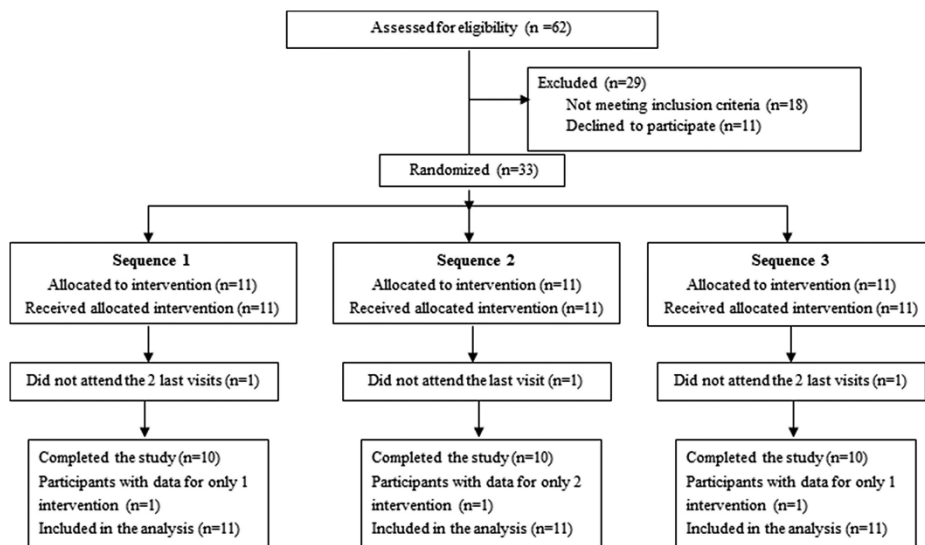 Assessed for eligibility (n =62)
Excluded (n=29)
Not meeting inclusion criteria (n=18)
Declined to participate (n=11)
Randomized (n=33)
Sequence 1
Allocated to intervention (n=11)
Received allocated intervention (n=11)
Sequence 2
Allocated to intervention (n=11)
Received allocated intervention (n=11)
Sequence 3
Allocated to intervention (n=11)
Received allocated intervention (n=11)
Did not attend the 2 last visits (n=1)
Did not attend the last visit (n=1)
Did not attend the 2 last visits (n=1)
Completed the study (n=10)
Participants with data for only 1
intervention (n=1)
Included in the analysis (n=11)
Completed the study (n=10)
Participants with data for only 2
intervention (n=1)
Included in the analysis (n=11)
Completed the study (n=10)
Participants with data for only 1
intervention (n=1)
Included in the analysis (n=11)